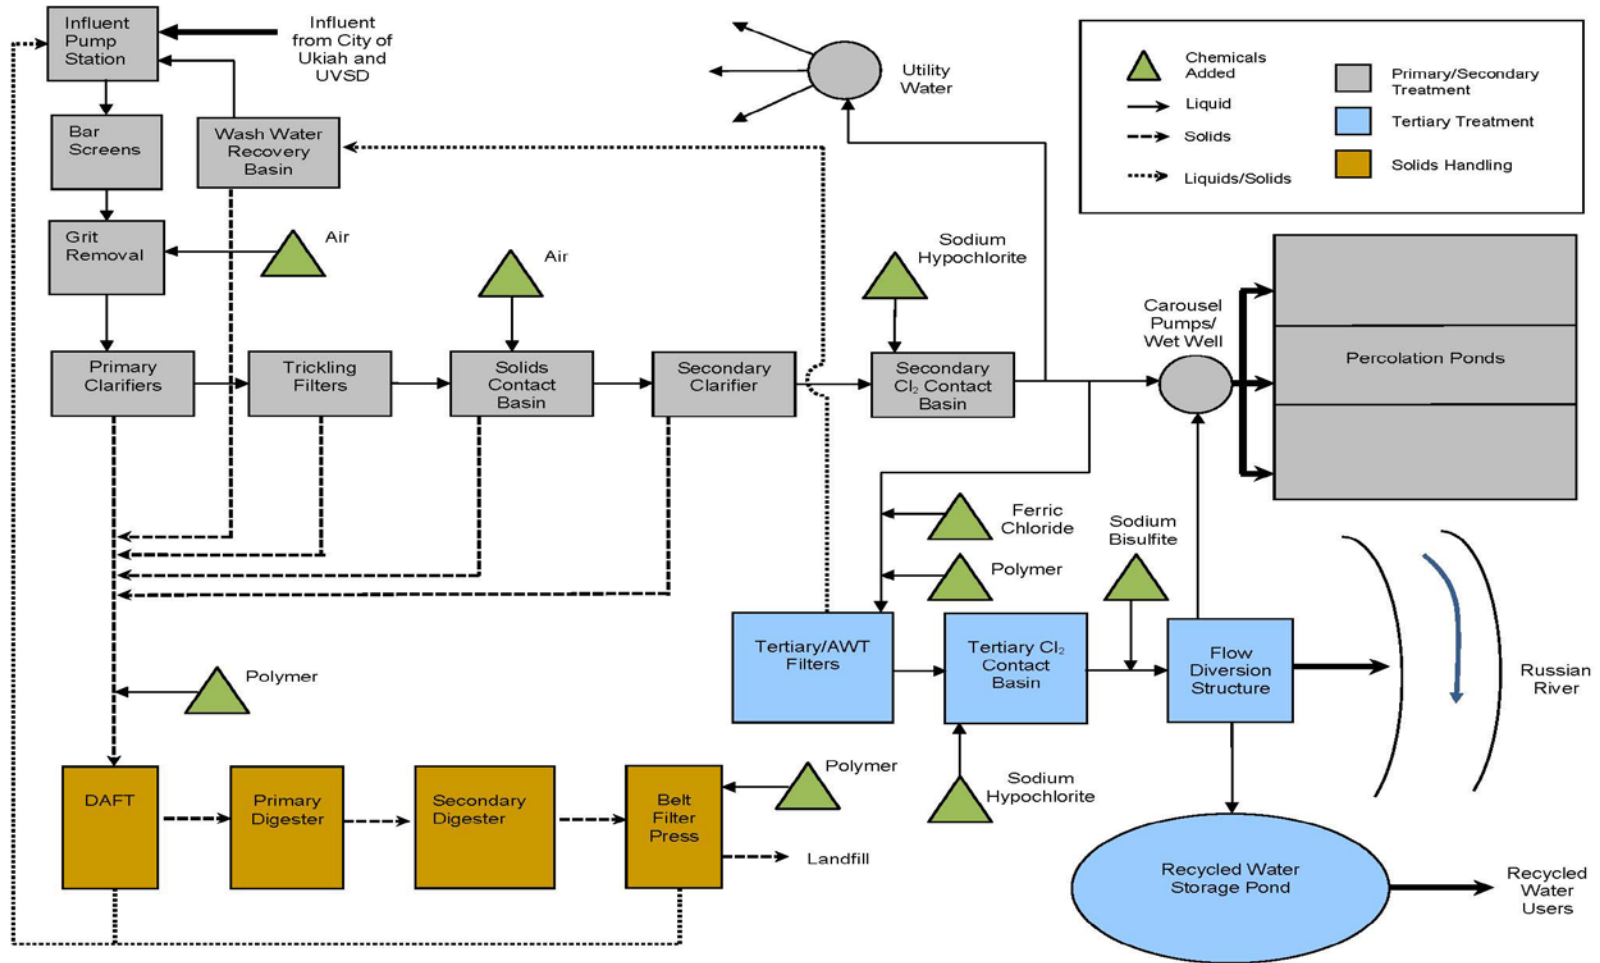 Influent
Pump
Station
Influent
from City of
Ukiah and
UVSD
Utility
Water
Chemicals
Added
Liquid
Solids
Liquids/Solids
Primary/Secondary
Treatment
Tertiary Treatment
Solids Handling
Bar
Screens
Wash Water
Recovery
Basin
Grit
Removal
Air
Air
Sodium
Hypochlorite
Carousel
Pumps/
Wet Well
Percolation Ponds
Primary
Clarifiers
Trickling
Filters
Solids
Contact
Basin
Secondary
Clarifier
Secondary
Cl₂ Contact
Basin
Ferric
Chloride
Polymer
Sodium
Bisulfite
Tertiary/AWT
Filters
Tertiary Cl₂
Contact
Basin
Flow
Diversion
Structure
Russian
River
Polymer
DAFT
Primary
Digester
Secondary
Digester
Belt
Filter
Press
Polymer
Landfill
Sodium
Hypochlorite
Recycled Water
Storage Pond
Recycled
Water
Users